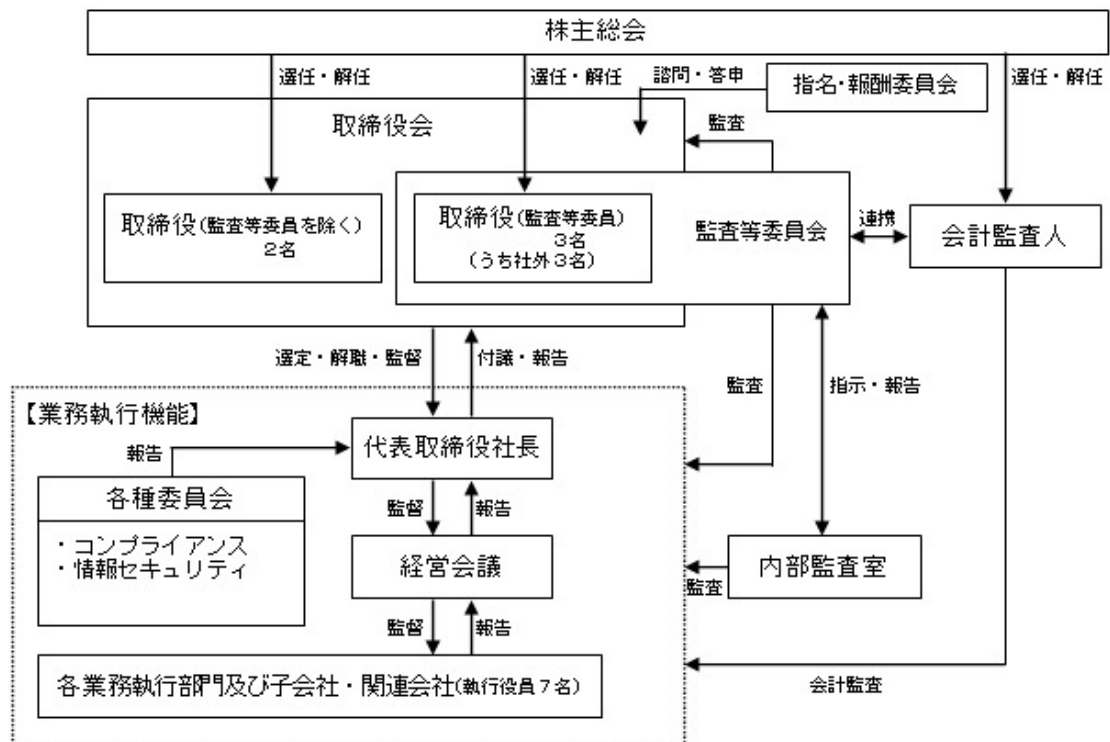 株主総会
選任・解任
選任・解任
諮問・答申
指名・報酬委員会
選任・解任
取締役会
監査
取締役(監査等委員を除く)
2名
取締役(監査等委員)
3名
(うち社外3名)
監査等委員会
連携
会計監査人
選定・解職・監督
付議・報告
監査
指示・報告
【業務執行機能】
報告
代表取締役社長
各種委員会
・コンプライアンス
・情報セキュリティ
監督
報告
経営会議
監査
内部監査室
監督
報告
各業務執行部門及び子会社・関連会社(執行役員7名)
会計監査